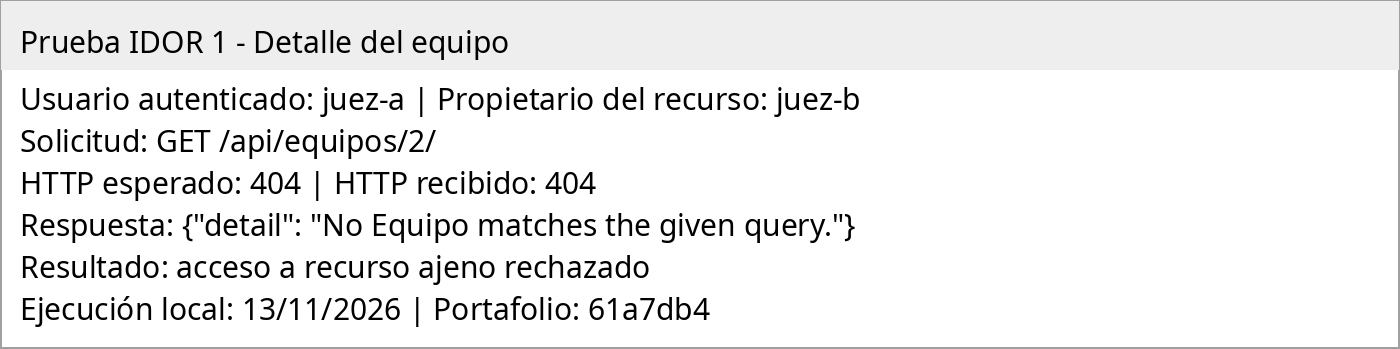 Prueba IDOR 1 - Detalle del equipo
Usuario autenticado: juez-a | Propietario del recurso: juez-b
Solicitud: GET /api/equipos/2/
HTTP esperado: 404 | HTTP recibido: 404
Respuesta: {"detail": "No Equipo matches the given query."}
Resultado: acceso a recurso ajeno rechazado
Ejecución local: 13/11/2026 | Portafolio: 61a7db4